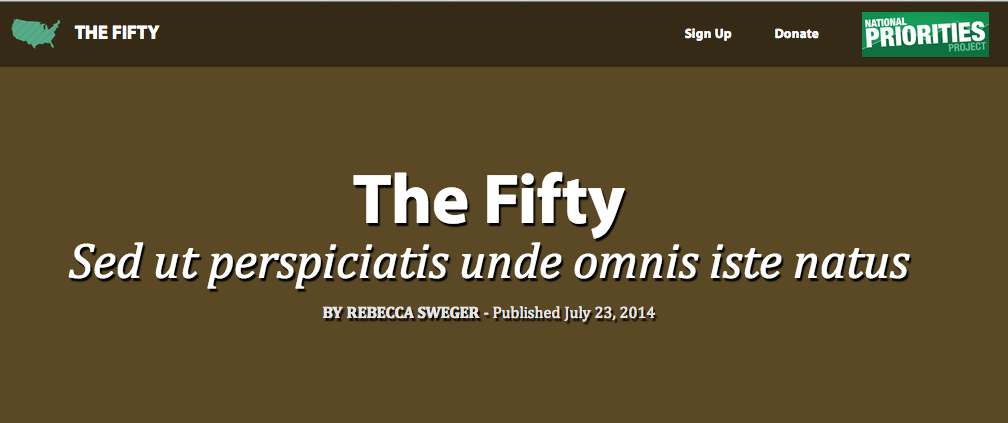 THE FIFTY
Sign Up
Donate
NATIONAL
PRIORITIES
PROJECT
The Fifty
Sed ut perspiciatis unde omnis iste natus
BY REBECCA SWEGER - Published July 23, 2014